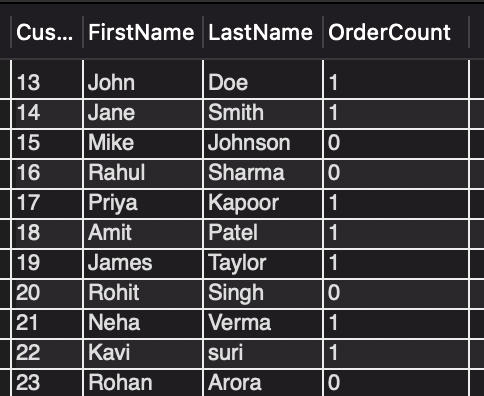 Cus... FirstName LastName OrderCount
13 John Doe 1
14 Jane Smith 1
15 Mike Johnson 0
16 Rahul Sharma 0
17 Priya Kapoor 1
18 Amit Patel 1
19 James Taylor 1
20 Rohit Singh 0
21 Neha Verma 1
22 Kavi suri 1
23 Rohan Arora 0